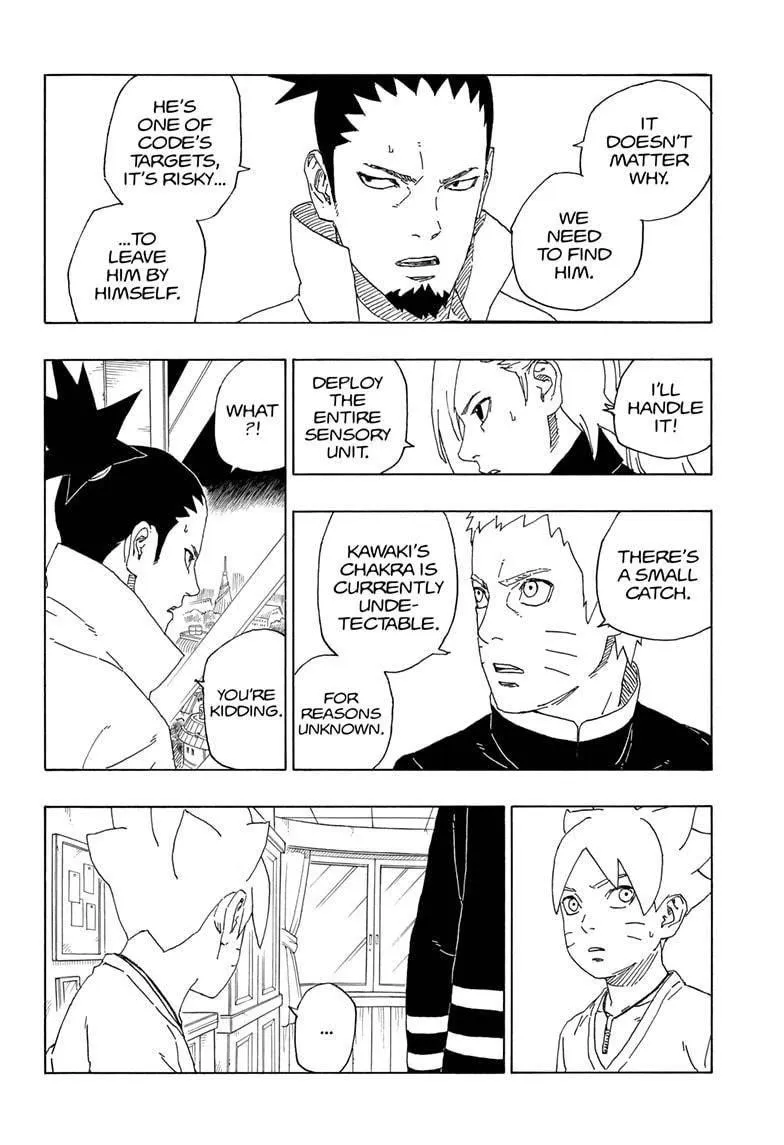 IT
DOESN'T
MATTER
WHY.
WE
NEED
TO FIND
HIM.
HE'S
ONE OF
CODE'S
TARGETS,
IT'S RISKY...
...TO
LEAVE
HIM BY
HIMSELF.
I'LL
HANDLE
IT!
DEPLOY
THE
ENTIRE
SENSORY
UNIT.
THERE'S
A SMALL
CATCH.
KAWAKI'S
CHAKRA IS
CURRENTLY
UNDE-
TECTABLE.
FOR
REASONS
UNKNOWN.
WHAT
?!
YOU'RE
KIDDING.
...